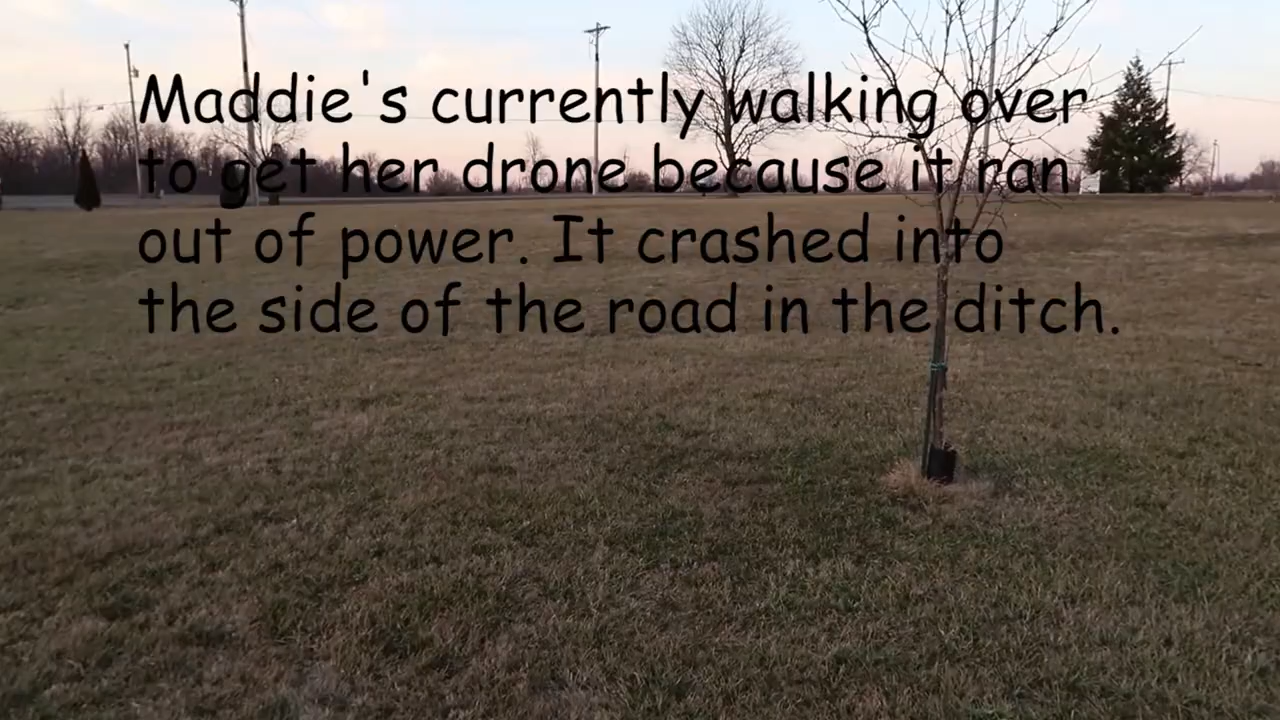 Maddie's currently walking over
to get her drone because it ran
out of power. It crashed into
the side of the road in the ditch.